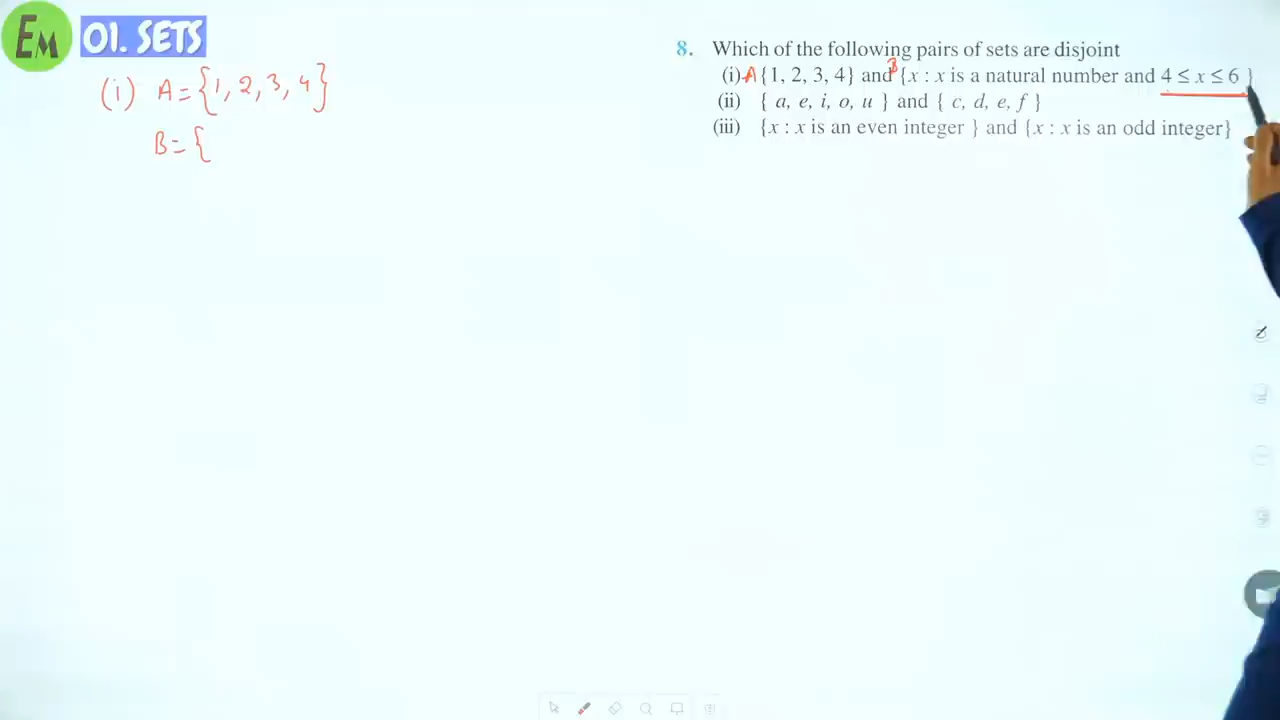 EM 01. SETS
(i) A = {1, 2, 3, 4}
B = {
8. Which of the following pairs of sets are disjoint
(i) A {1, 2, 3, 4} and B {x : x is a natural number and 4 ≤ x ≤ 6 }
(ii) { a, e, i, o, u } and { c, d, e, f }
(iii) {x : x is an even integer } and {x : x is an odd integer}